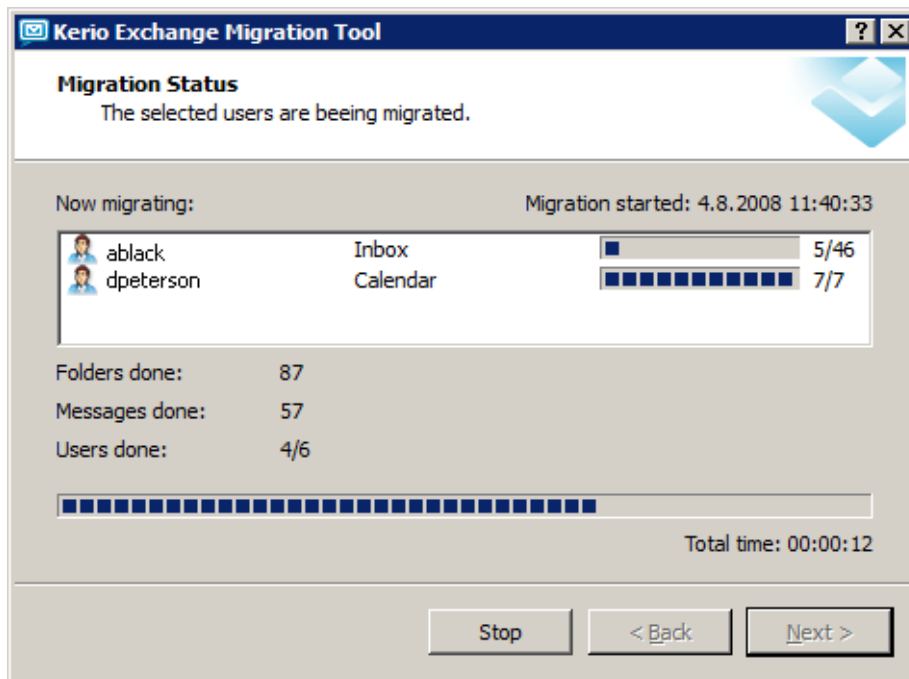 Kerio Exchange Migration Tool
Migration Status
The selected users are beeing migrated.
Now migrating: Migration started: 4.8.2008 11:40:33
ablack Inbox 5/46
dpeterson Calendar 7/7
Folders done: 87
Messages done: 57
Users done: 4/6
Total time: 00:00:12
Stop < Back Next >